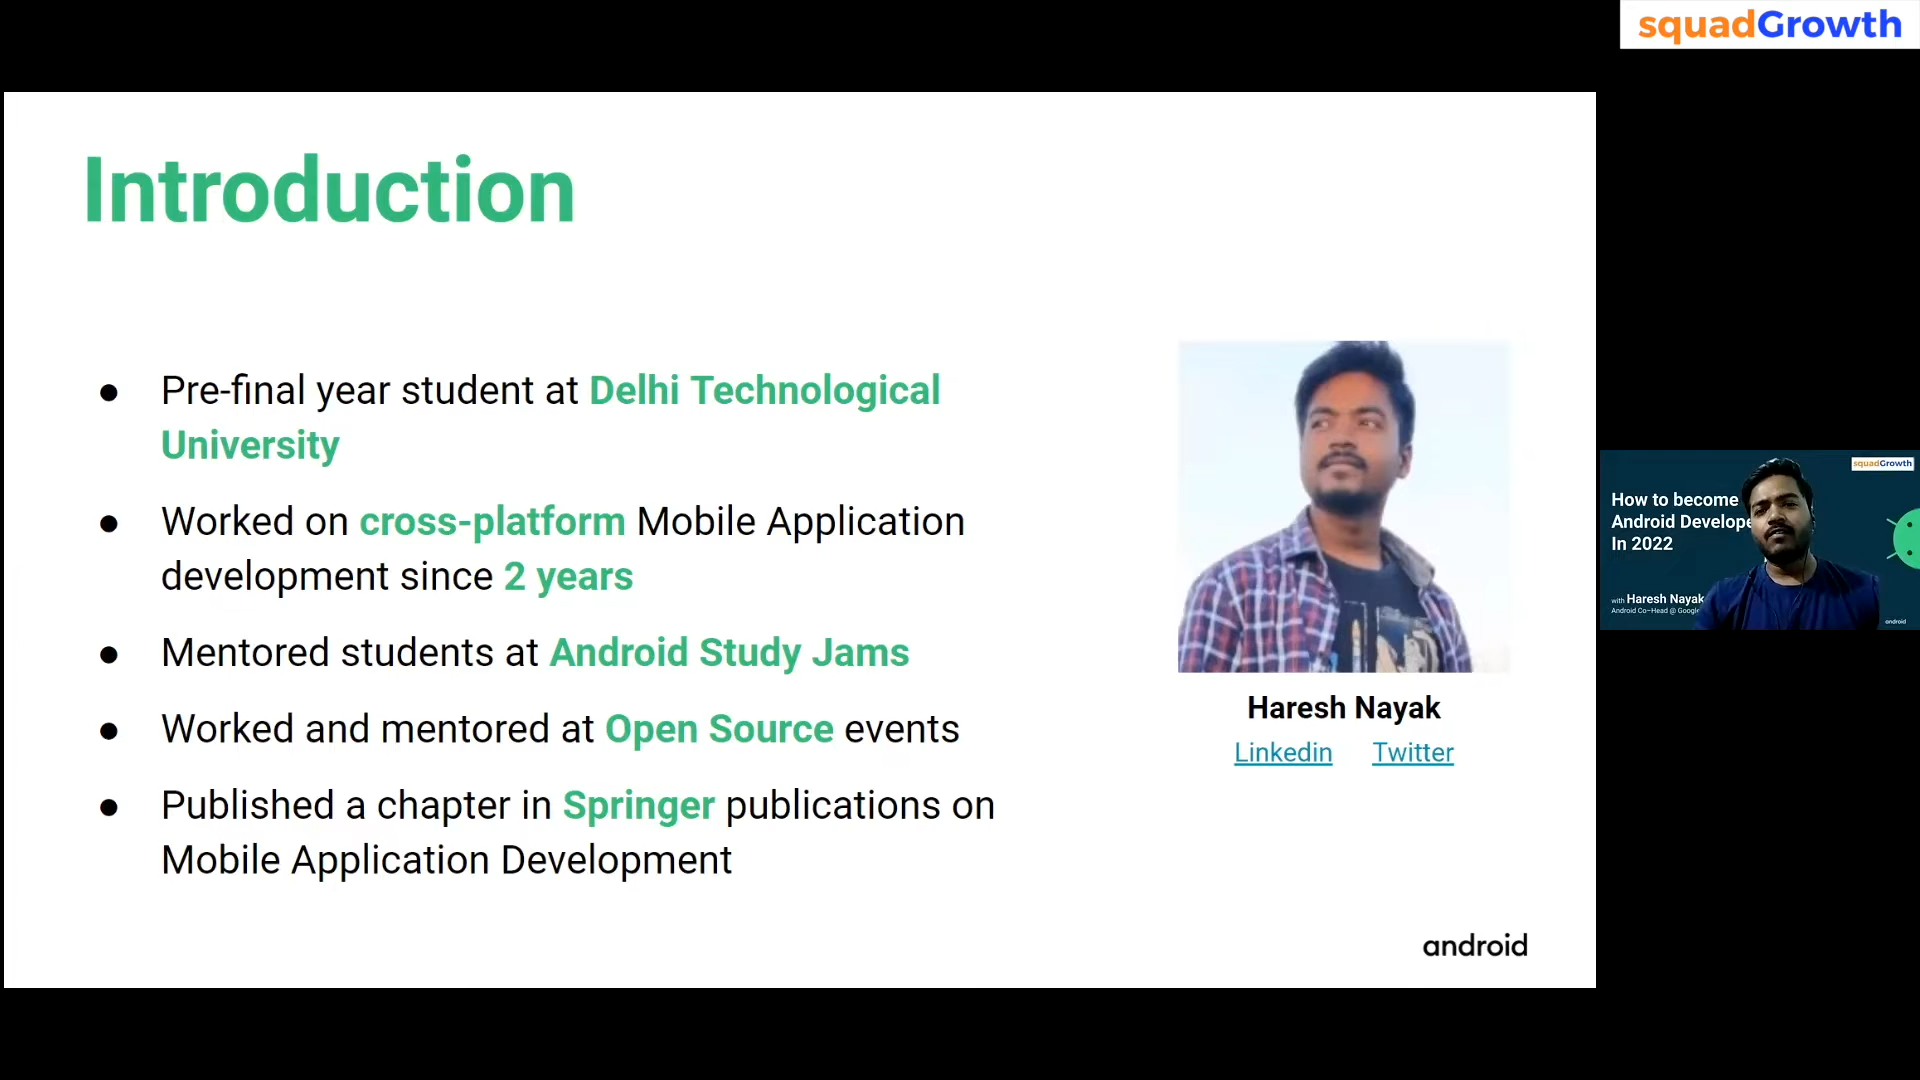 squadGrowth
Introduction
● Pre-final year student at Delhi Technological
University
● Worked on cross-platform Mobile Application
development since 2 years
● Mentored students at Android Study Jams
● Worked and mentored at Open Source events
● Published a chapter in Springer publications on
Mobile Application Development
Haresh Nayak
Linkedin Twitter
android
squadGrowth
How to become
Android Develope
In 2022
with Haresh Nayak
Android Co-Head @ Google
android